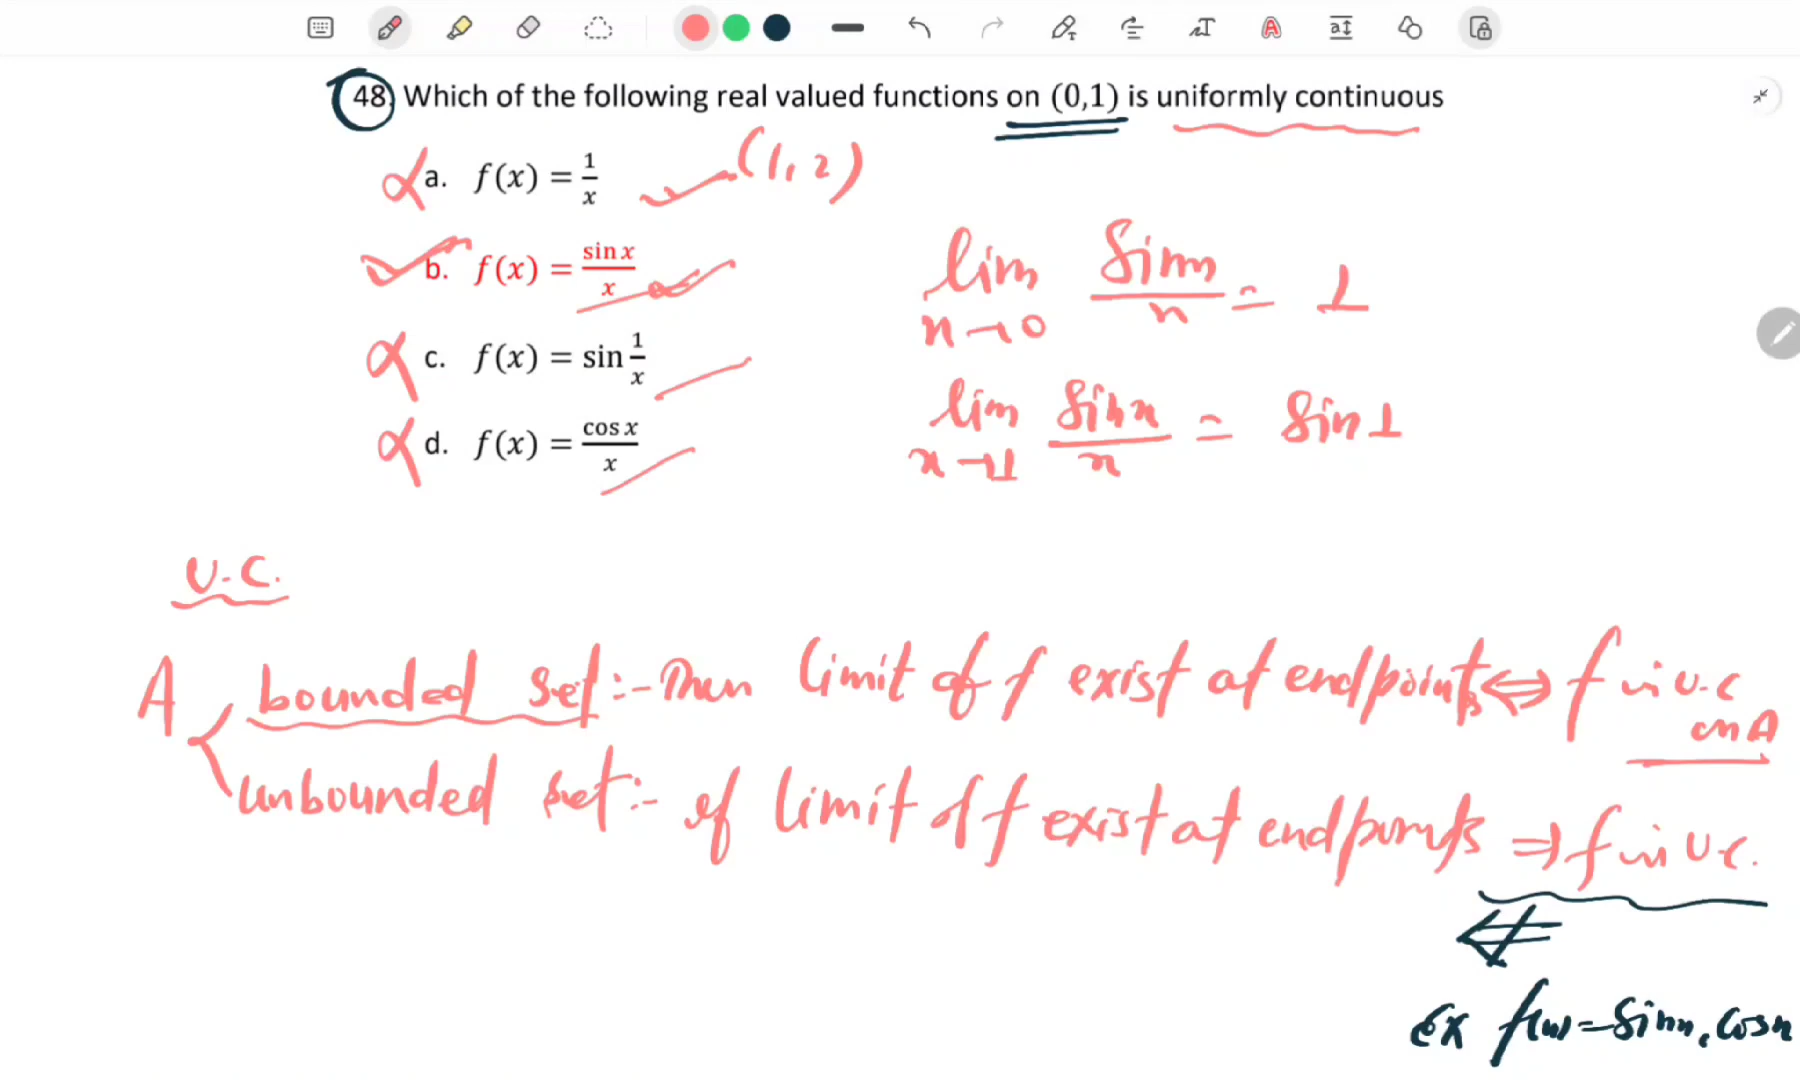 48. Which of the following real valued functions on (0,1) is uniformly continuous
a. f(x) = 1/x (1, 2)
b. f(x) = sin x/x
c. f(x) = sin 1/x
d. f(x) = cos x/x
lim x→0 sin x/x = 1
lim x→1 sin x/x = sin 1
U.C.
A bounded set:- Then limit of f exist at endpoints ⇔ f is U.C on A
unbounded set:- if limit of f exist at endpoints ⇒ f is U.C.
⇍
Ex f(x) = sin x, cos x